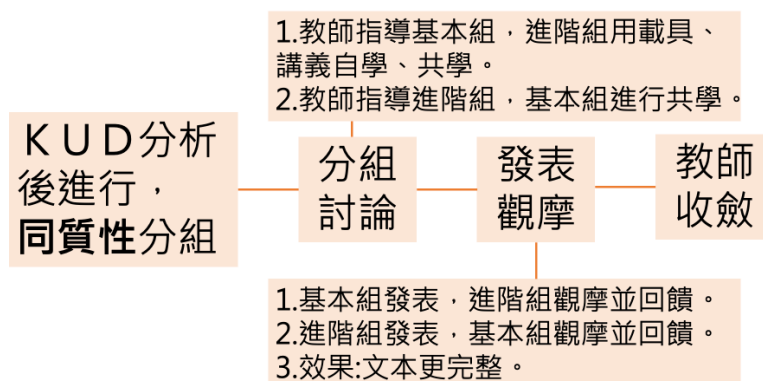 1.教師指導基本組，進階組用載具、
講義自學、共學。
2.教師指導進階組，基本組進行共學。
ＫＵＤ分析
後進行，
同質性分組
分組
討論
發表
觀摩
教師
收斂
1.基本組發表，進階組觀摩並回饋。
2.進階組發表，基本組觀摩並回饋。
3.效果:文本更完整。